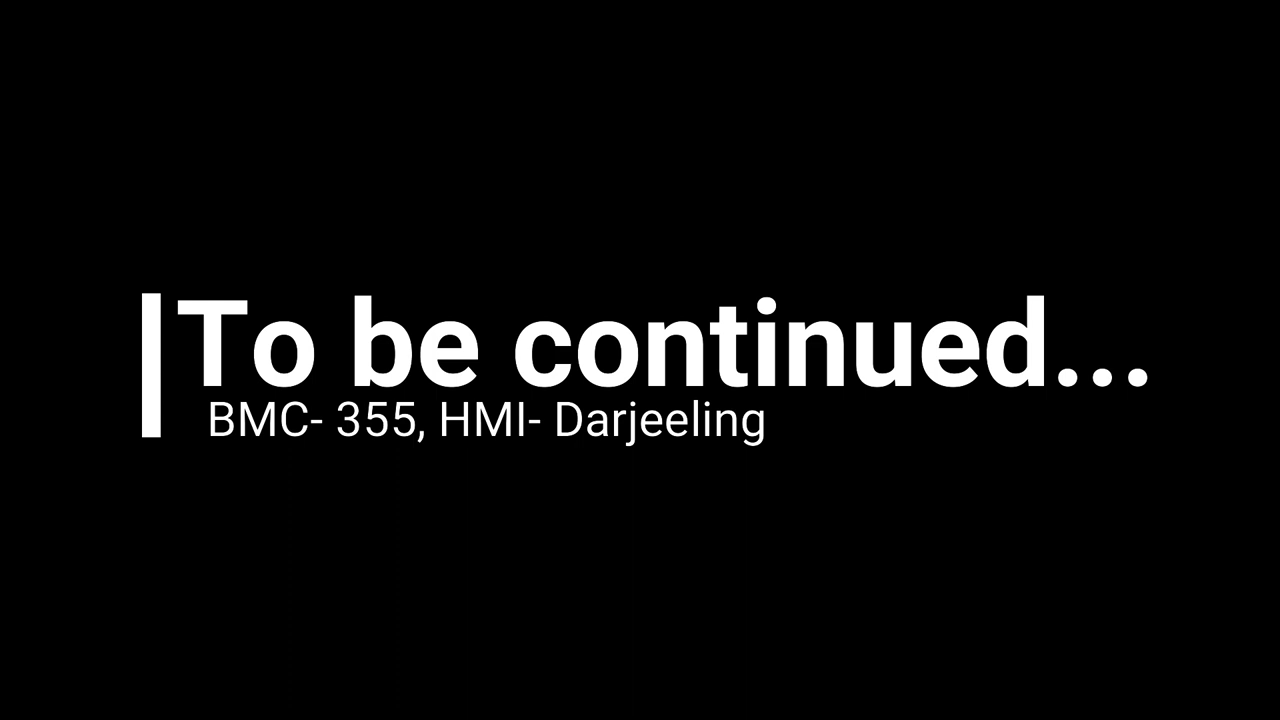 To be continued...
BMC- 355, HMI- Darjeeling